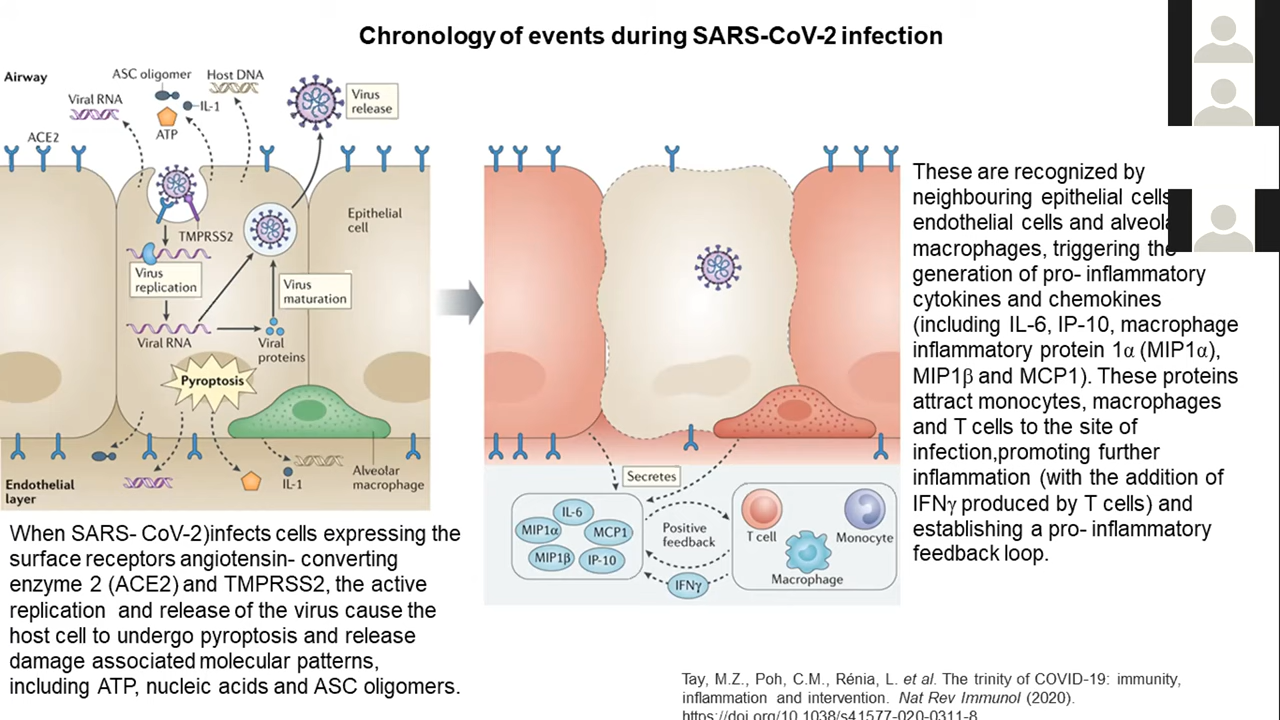 Chronology of events during SARS-CoV-2 infection
Airway
ASC oligomer
Host DNA
Viral RNA
IL-1
ATP
ACE2
Virus
release
TMPRSS2
Epithelial
cell
Virus
replication
Virus
maturation
Viral RNA
Viral
proteins
Pyroptosis
IL-1
Alveolar
macrophage
Endothelial
layer
When SARS- CoV-2)infects cells expressing the
surface receptors angiotensin- converting
enzyme 2 (ACE2) and TMPRSS2, the active
replication and release of the virus cause the
host cell to undergo pyroptosis and release
damage associated molecular patterns,
including ATP, nucleic acids and ASC oligomers.
Secretes
IL-6
MIP1α
MCP1
MIP1β
IP-10
Positive
feedback
IFNγ
T cell
Monocyte
Macrophage
These are recognized by
neighbouring epithelial cells
endothelial cells and
macrophages, triggering the
generation of pro- inflammatory
cytokines and chemokines
(including IL-6, IP-10, macrophage
inflammatory protein 1α (MIP1α),
MIP1β and MCP1). These proteins
attract monocytes, macrophages
and T cells to the site of
infection,promoting further
inflammation (with the addition of
IFNγ produced by T cells) and
establishing a pro- inflammatory
feedback loop.
Tay, M.Z., Poh, C.M., Rénia, L. et al. The trinity of COVID-19: immunity,
inflammation and intervention. Nat Rev Immunol (2020).
https://doi.org/10.1038/s41577-020-0311-8